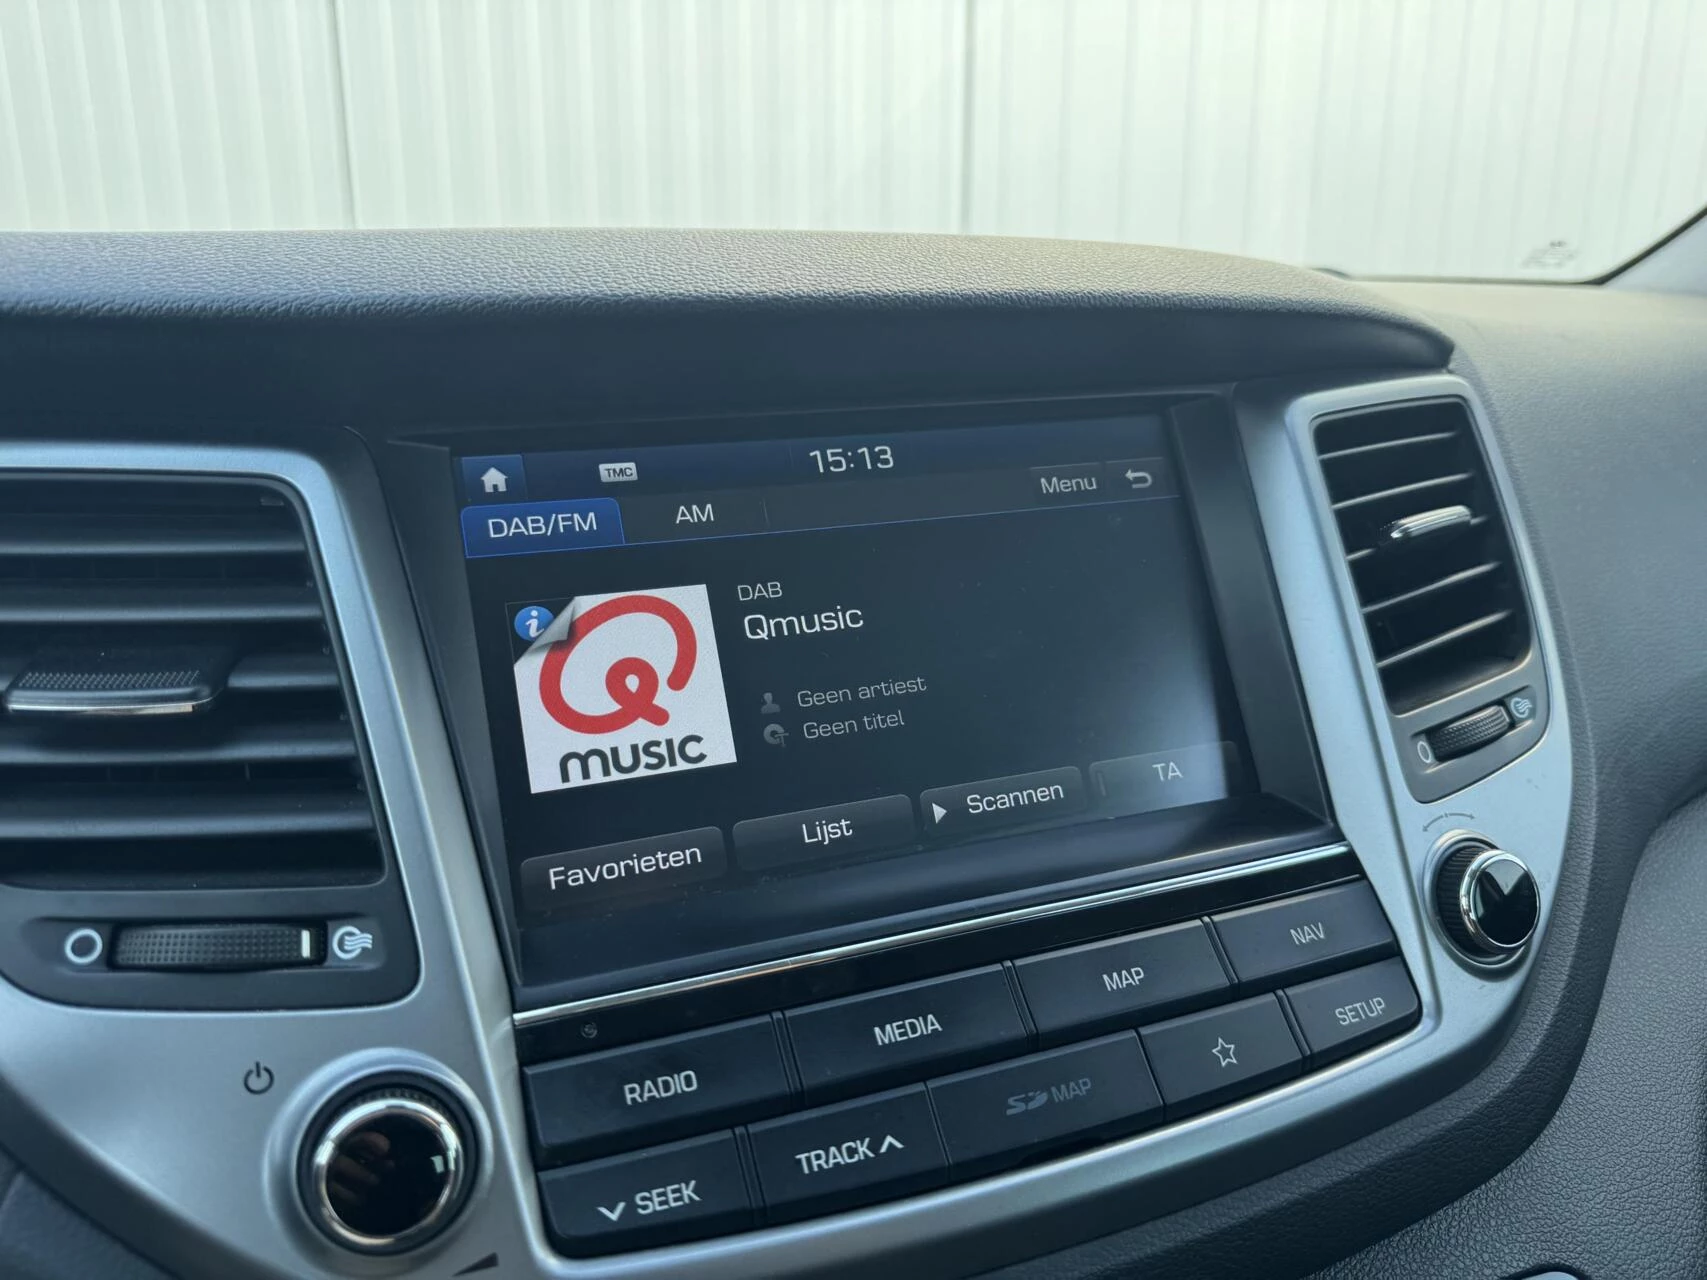 TMC 15:13
Menu
DAB/FM AM
DAB
Qmusic
music
Geen artiest
Geen titel
Favorieten Lijst Scannen TA
RADIO MEDIA MAP NAV
SEEK TRACK SD MAP SETUP